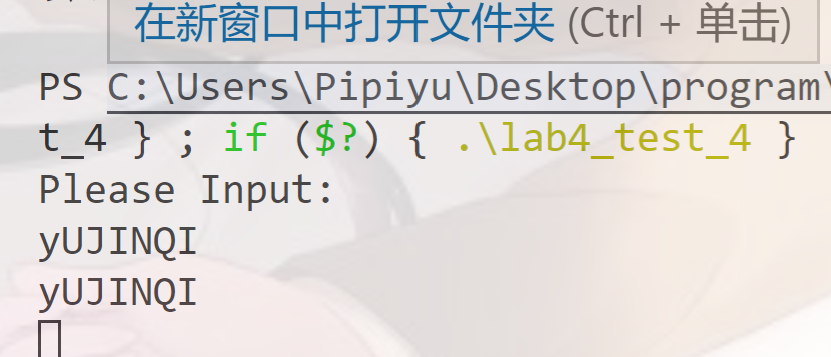 在新窗口中打开文件夹 (Ctrl + 单击)
PS C:\Users\Pipiyu\Desktop\program\
t_4 } ; if ($?) { .\lab4_test_4 }
Please Input:
yUJINQI
yUJINQI